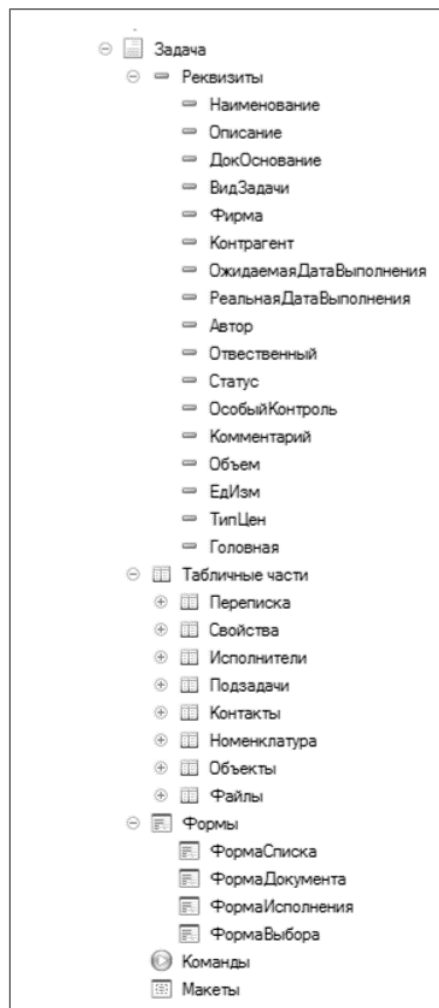 Задача
Реквизиты
Наименование
Описание
ДокОснование
ВидЗадачи
Фирма
Контрагент
ОжидаемаяДатаВыполнения
РеальнаяДатаВыполнения
Автор
Отвественный
Статус
ОсобыйКонтроль
Комментарий
Объем
ЕдИзм
ТипЦен
Головная
Табличные части
Переписка
Свойства
Исполнители
Подзадачи
Контакты
Номенклатура
Объекты
Файлы
Формы
ФормаСписка
ФормаДокумента
ФормаИсполнения
ФормаВыбора
Команды
Макеты